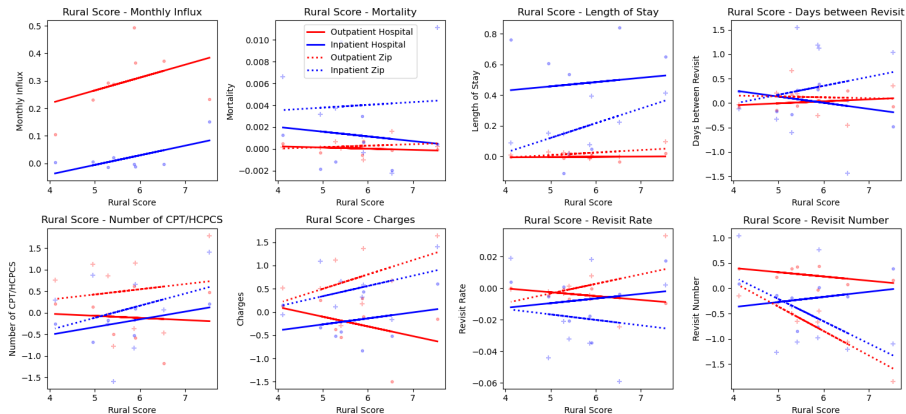 Rural Score - Monthly Influx
Monthly Influx
0.5
0.4
0.3
0.2
0.1
0.0
4 5 6 7
Rural Score
Rural Score - Mortality
Mortality
0.010
0.008
0.006
0.004
0.002
0.000
−0.002
Outpatient Hospital
Inpatient Hospital
Outpatient Zip
Inpatient Zip
4 5 6 7
Rural Score
Rural Score - Length of Stay
Length of Stay
0.8
0.6
0.4
0.2
0.0
4 5 6 7
Rural Score
Rural Score - Days between Revisit
Days between Revisit
1.5
1.0
0.5
0.0
−0.5
−1.0
−1.5
4 5 6 7
Rural Score
Rural Score - Number of CPT/HCPCS
Number of CPT/HCPCS
1.5
1.0
0.5
0.0
−0.5
−1.0
−1.5
4 5 6 7
Rural Score
Rural Score - Charges
Charges
1.5
1.0
0.5
0.0
−0.5
−1.0
−1.5
4 5 6 7
Rural Score
Rural Score - Revisit Rate
Revisit Rate
0.02
0.00
−0.02
−0.04
−0.06
4 5 6 7
Rural Score
Rural Score - Revisit Number
Revisit Number
1.0
0.5
0.0
−0.5
−1.0
−1.5
4 5 6 7
Rural Score